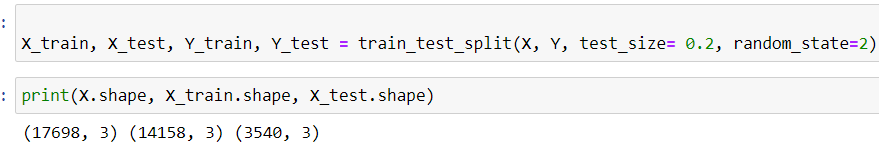 :
X_train, X_test, Y_train, Y_test = train_test_split(X, Y, test_size= 0.2, random_state=2)
: print(X.shape, X_train.shape, X_test.shape)
(17698, 3) (14158, 3) (3540, 3)